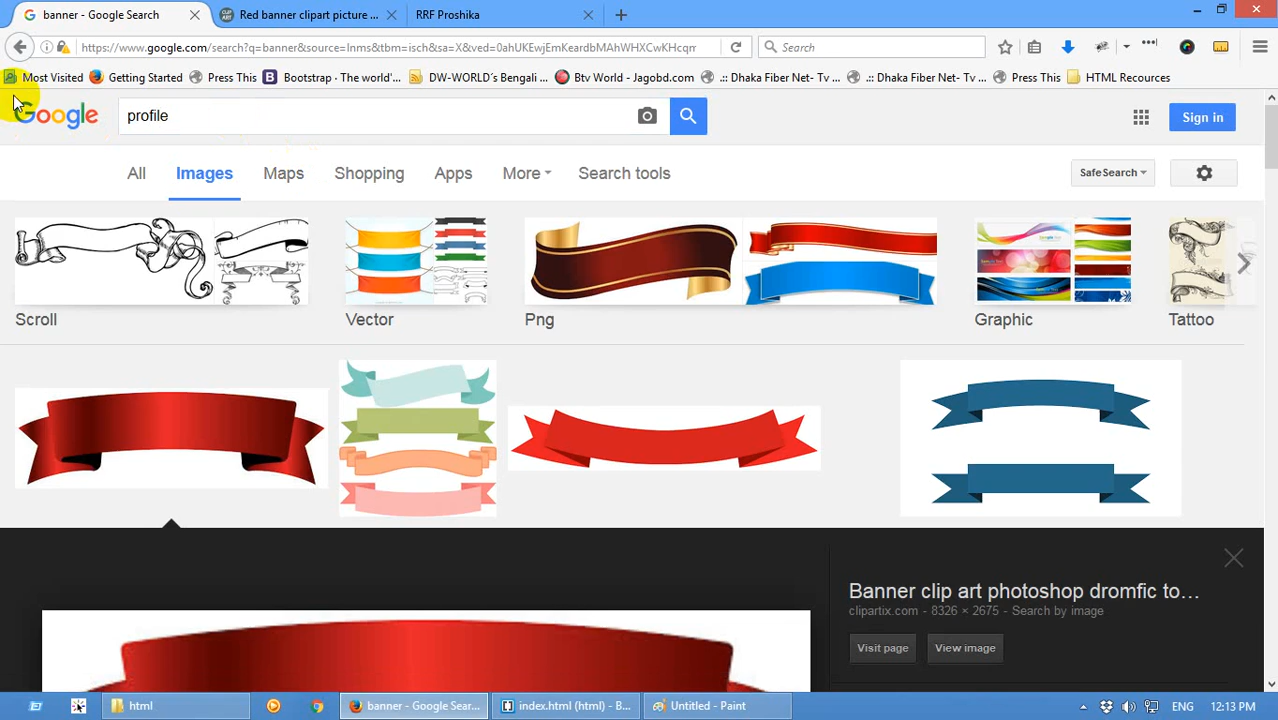 banner - Google Search
Red banner clipart picture ...
RRF Proshika
https://www.google.com/search?q=banner&source=lnms&tbm=isch&sa=X&ved=0ahUKEwjEmKeardbMAhWHXCwKHcqm
Search
Most Visited
Getting Started
Press This
Bootstrap · The world'...
DW-WORLD´s Bengali ...
Btv World - Jagobd.com
.: Dhaka Fiber Net- Tv ...
.: Dhaka Fiber Net- Tv ...
Press This
HTML Recources
Google
profile
Sign in
All
Images
Maps
Shopping
Apps
More
Search tools
SafeSearch
Scroll
Vector
Png
Graphic
Tattoo
Banner clip art photoshop dromfic to...
clipartix.com - 8326 × 2675 - Search by image
Visit page
View image
html
banner - Google Sear...
index.html (html) - B...
Untitled - Paint
ENG
12:13 PM